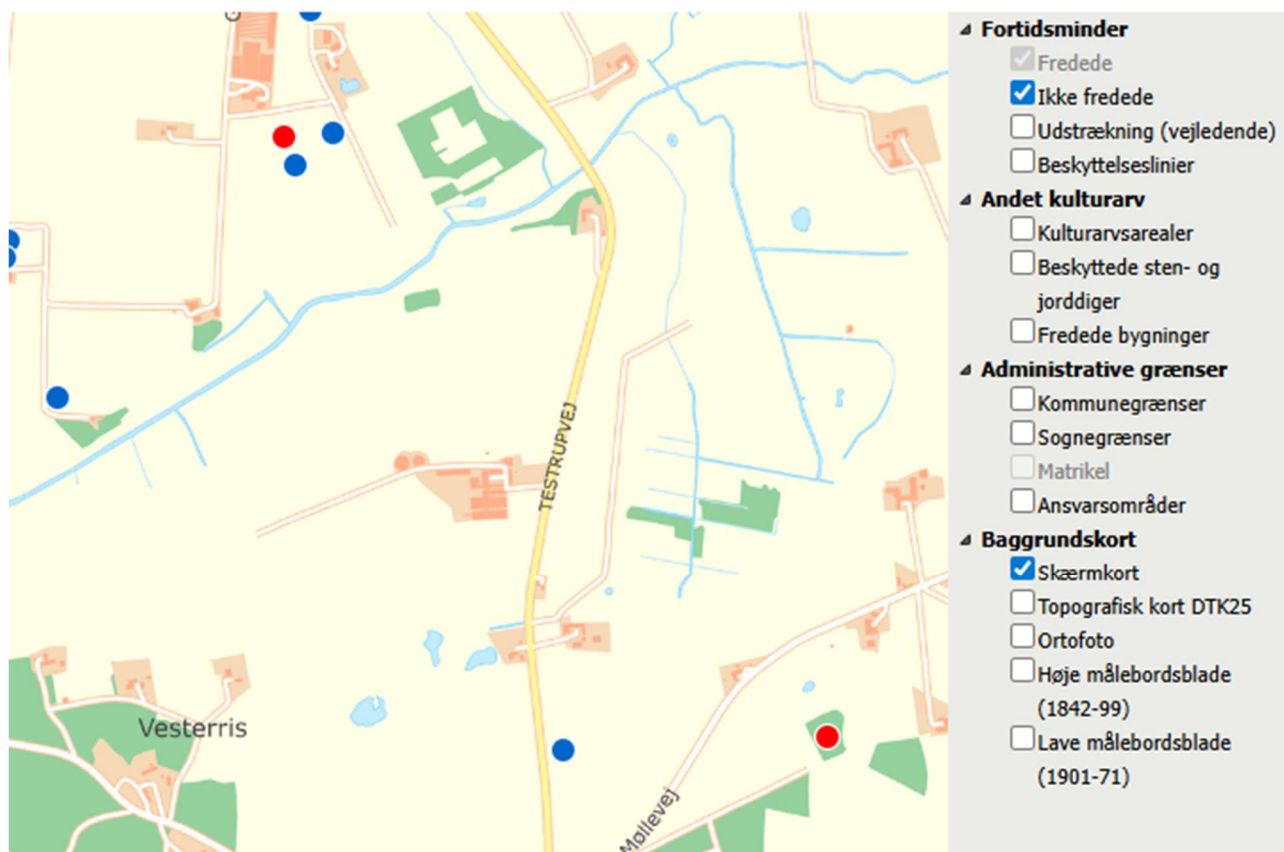 TESTRUPVEJ
Vesterris
Møllevej
Fortidsminder
Fredede
Ikke fredede
Udstrækning (vejledende)
Beskyttelseslinier
Andet kulturarv
Kulturarvsarealer
Beskyttede sten- og
jorddiger
Fredede bygninger
Administrative grænser
Kommunegrænser
Sognegrænser
Matrikel
Ansvarsområder
Baggrundskort
Skærmkort
Topografisk kort DTK25
Ortofoto
Høje målebordsblade
(1842-99)
Lave målebordsblade
(1901-71)